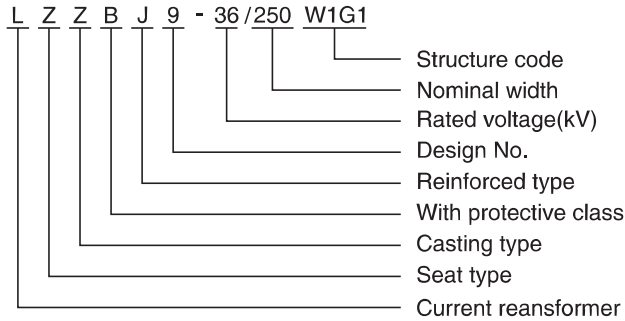 L Z Z B J 9 - 36 / 250 W1G1
Structure code
Nominal width
Rated voltage(kV)
Design No.
Reinforced type
With protective class
Casting type
Seat type
Current reansformer